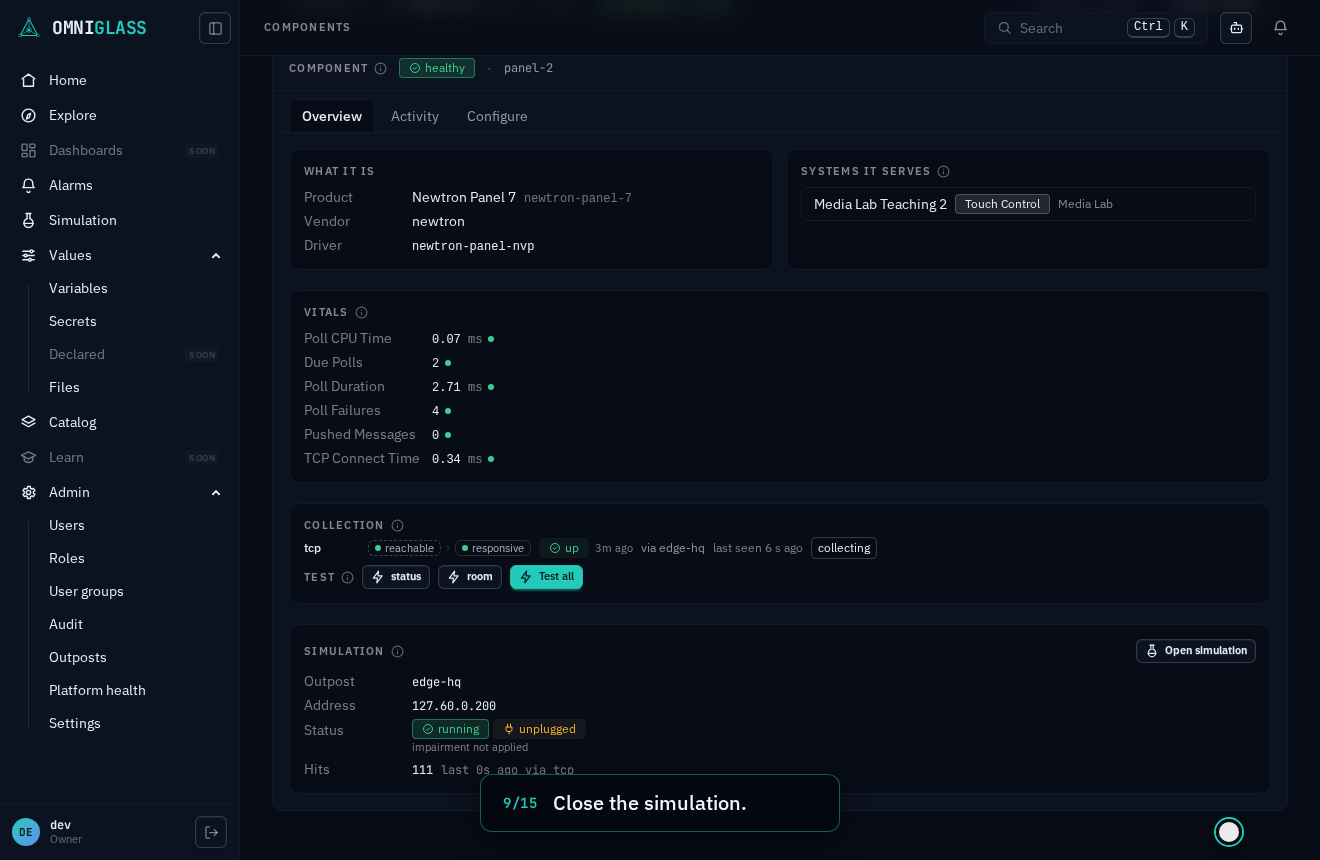 OMNIGLASS
COMPONENTS
Search
Ctrl K
Home
Explore
Dashboards SOON
Alarms
Simulation
Values
Variables
Secrets
Declared SOON
Files
Catalog
Learn SOON
Admin
Users
Roles
User groups
Audit
Outposts
Platform health
Settings
DE
dev
Owner
COMPONENT healthy · panel-2
Overview Activity Configure
WHAT IT IS
Product Newtron Panel 7 newtron-panel-7
Vendor newtron
Driver newtron-panel-nvp
SYSTEMS IT SERVES
Media Lab Teaching 2 Touch Control Media Lab
VITALS
Poll CPU Time 0.07 ms
Due Polls 2
Poll Duration 2.71 ms
Poll Failures 4
Pushed Messages 0
TCP Connect Time 0.34 ms
COLLECTION
tcp reachable › responsive up 3m ago via edge-hq last seen 6 s ago collecting
TEST status room Test all
SIMULATION Open simulation
Outpost edge-hq
Address 127.60.0.200
Status running unplugged
impairment not applied
Hits 111 last 0s ago via tcp
9/15 Close the simulation.